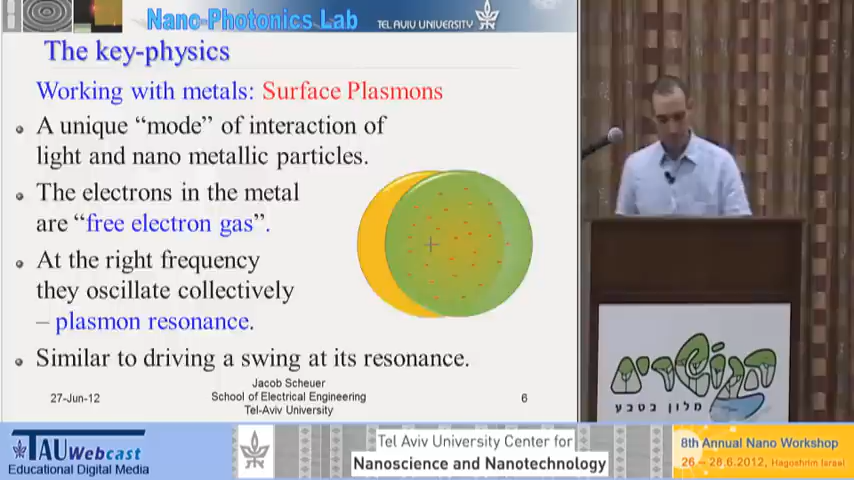 Nano-Photonics Lab
TEL AVIV UNIVERSITY
The key-physics
Working with metals: Surface Plasmons
A unique “mode” of interaction of
light and nano metallic particles.
The electrons in the metal
are “free electron gas”.
At the right frequency
they oscillate collectively
– plasmon resonance.
Similar to driving a swing at its resonance.
27-Jun-12
Jacob Scheuer
School of Electrical Engineering
Tel-Aviv University
6
הגושרים
מלון בטבע
TAU Webcast
Educational Digital Media
Tel Aviv University Center for
Nanoscience and Nanotechnology
8th Annual Nano Workshop
26 – 28.6.2012, Hagoshrim Israel